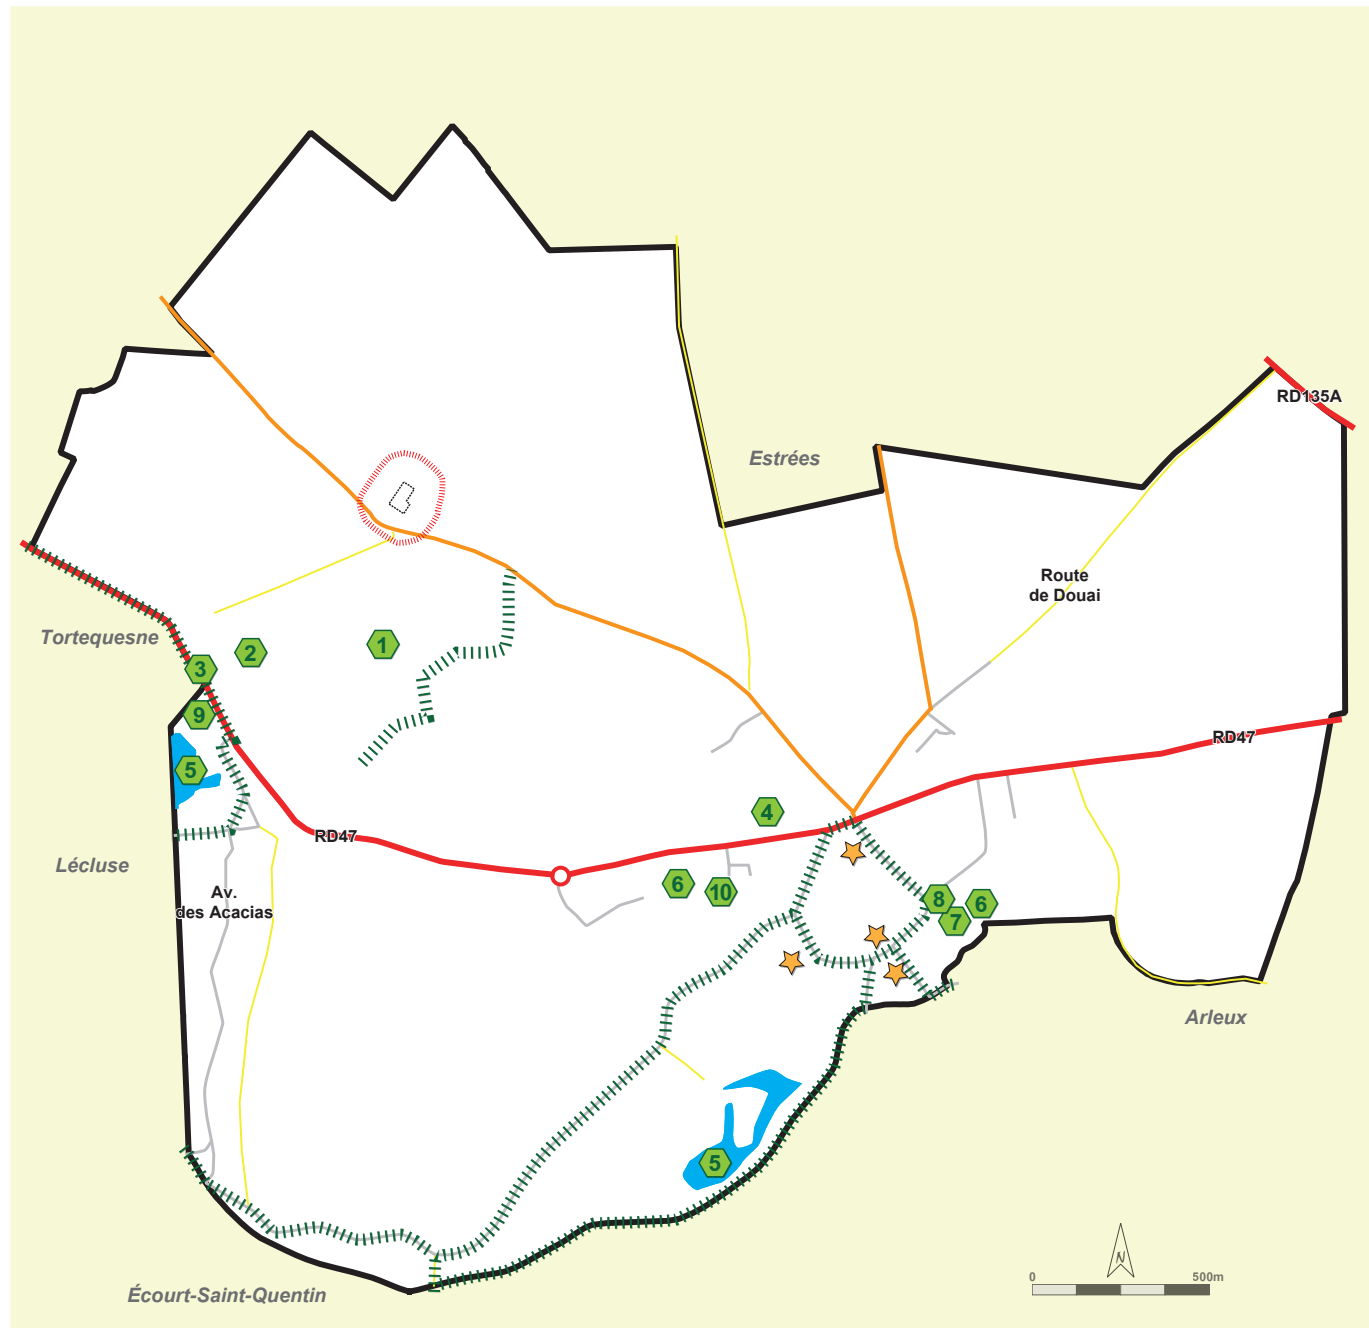 RD135A
Estrées
Route
de Douai
Tortequesne
2
1
3
9
RD47
5
4
RD47
Lécluse
Av.
des Acacias
6
10
8
6
7
Arleux
5
N
0
500m
Écourt-Saint-Quentin